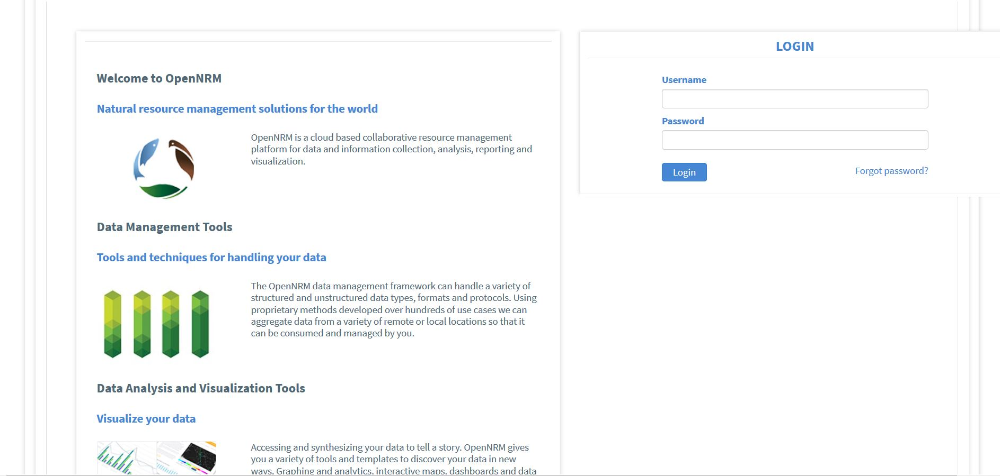 Welcome to OpenNRM
Natural resource management solutions for the world
OpenNRM is a cloud based collaborative resource management
platform for data and information collection, analysis, reporting and
visualization.
Data Management Tools
Tools and techniques for handling your data
The OpenNRM data management framework can handle a variety of
structured and unstructured data types, formats and protocols. Using
proprietary methods developed over hundreds of use cases we can
aggregate data from a variety of remote or local locations so that it
can be consumed and managed by you.
Data Analysis and Visualization Tools
Visualize your data
Accessing and synthesizing your data to tell a story. OpenNRM gives
you a variety of tools and templates to discover your data in new
ways. Graphing and analytics, interactive maps, dashboards and data
LOGIN
Username
Password
Login
Forgot password?